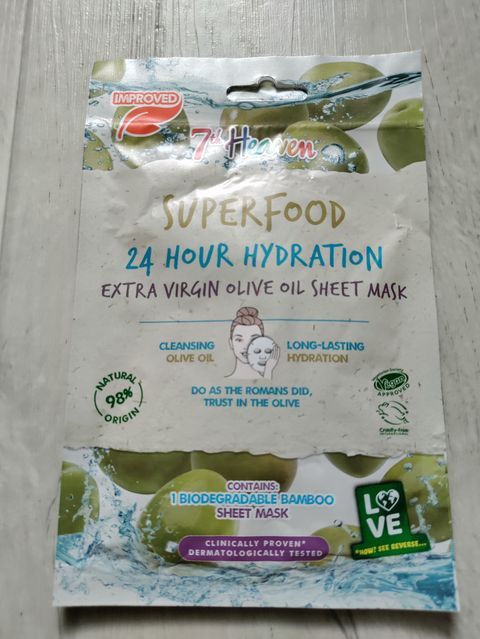 IMPROVED
7th Heaven
SUPERFOOD
24 HOUR HYDRATION
EXTRA VIRGIN OLIVE OIL SHEET MASK
CLEANSING
OLIVE OIL
LONG-LASTING
HYDRATION
DO AS THE ROMANS DID,
TRUST IN THE OLIVE
NATURAL
98%
ORIGIN
Vegan
APPROVED
Cruelty-free
CONTAINS:
1 BIODEGRADABLE BAMBOO
SHEET MASK
LOVE
*HOW? SEE REVERSE...
CLINICALLY PROVEN*
DERMATOLOGICALLY TESTED